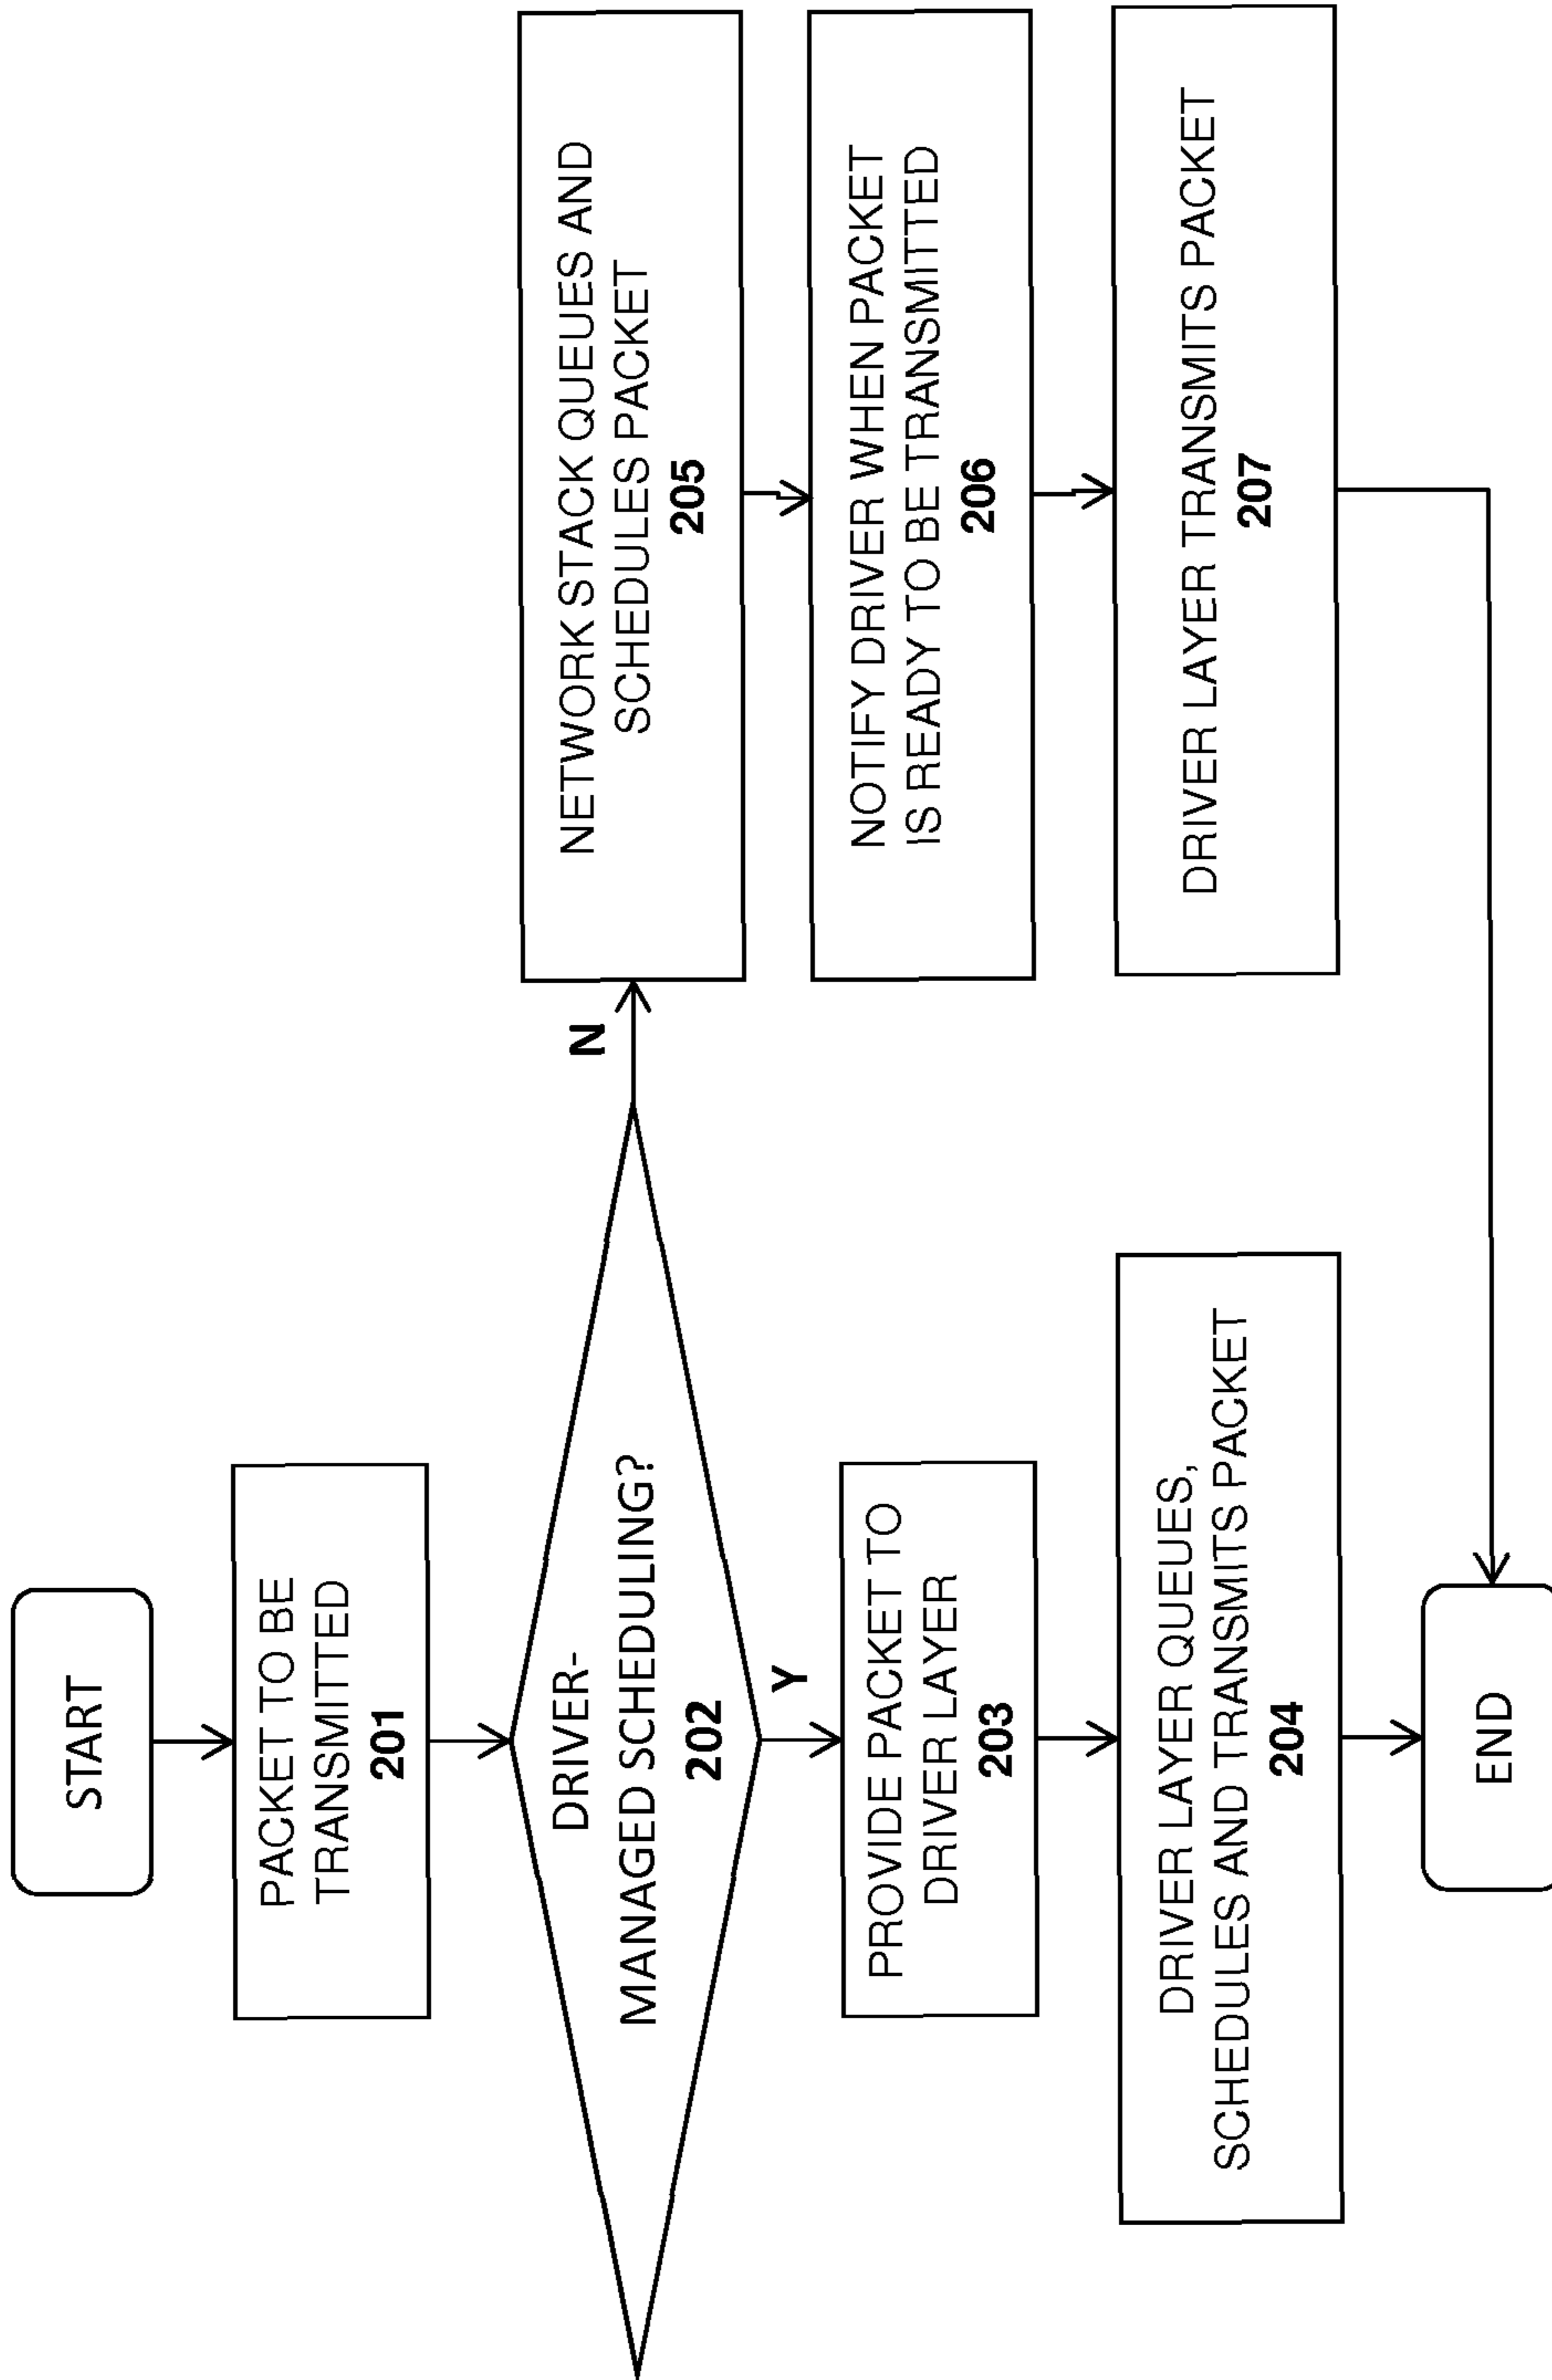 START
PACKET TO BE
TRANSMITTED
201
DRIVER-
MANAGED SCHEDULING?
202
N
Y
PROVIDE PACKET TO
DRIVER LAYER
203
DRIVER LAYER QUEUES,
SCHEDULES AND TRANSMITS PACKET
204
NETWORK STACK QUEUES AND
SCHEDULES PACKET
205
NOTIFY DRIVER WHEN PACKET
IS READY TO BE TRANSMITTED
206
DRIVER LAYER TRANSMITS PACKET
207
END